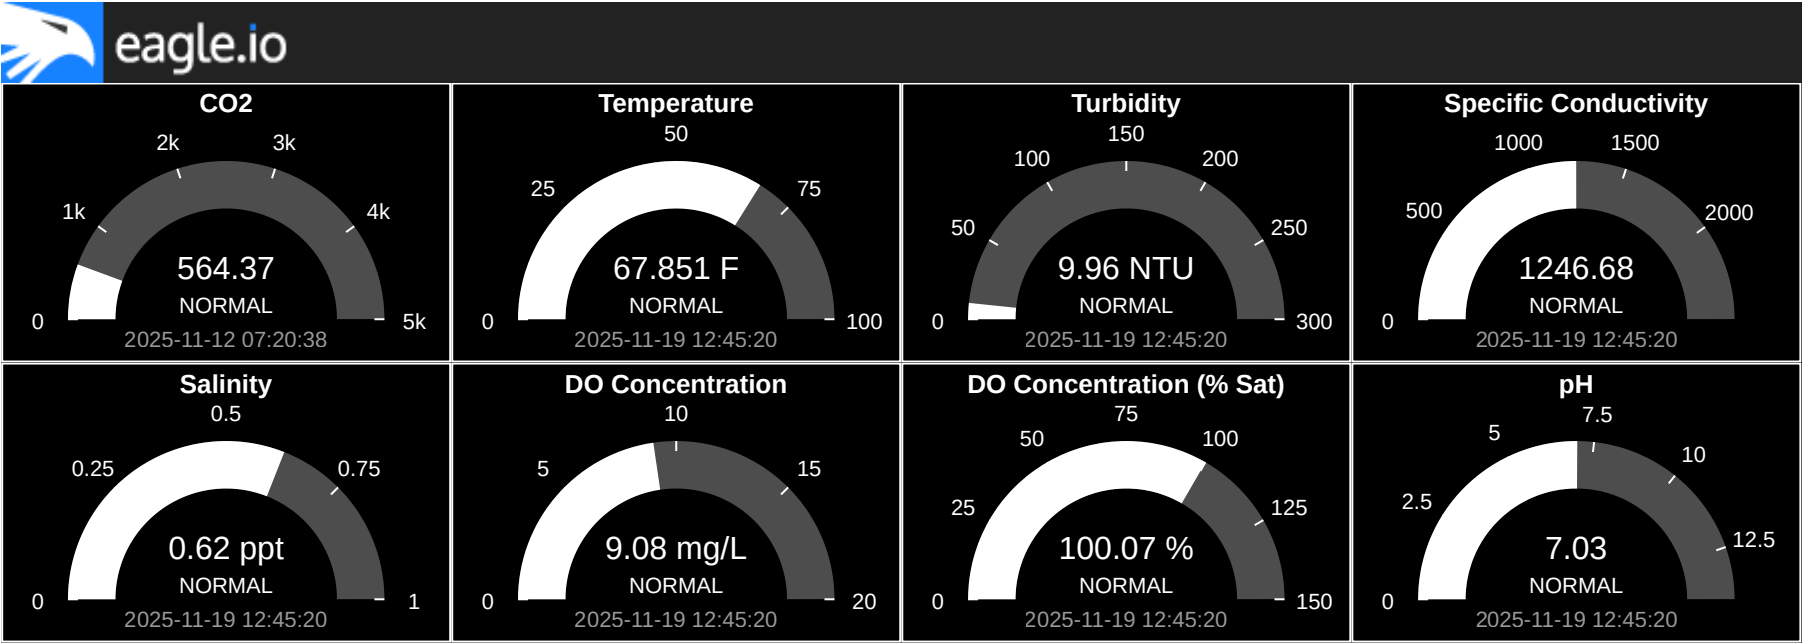 eagle.io
CO2
2k
3k
1k
4k
564.37
NORMAL
0
5k
2025-11-12 07:20:38
Temperature
50
25
75
67.851 F
NORMAL
0
100
2025-11-19 12:45:20
Turbidity
150
100
200
50
250
9.96 NTU
NORMAL
0
300
2025-11-19 12:45:20
Specific Conductivity
1000
1500
500
2000
1246.68
NORMAL
0
2025-11-19 12:45:20
Salinity
0.5
0.25
0.75
0.62 ppt
NORMAL
0
1
2025-11-19 12:45:20
DO Concentration
10
5
15
9.08 mg/L
NORMAL
0
20
2025-11-19 12:45:20
DO Concentration (% Sat)
75
50
100
25
125
100.07 %
NORMAL
0
150
2025-11-19 12:45:20
pH
7.5
5
10
2.5
12.5
7.03
NORMAL
0
2025-11-19 12:45:20